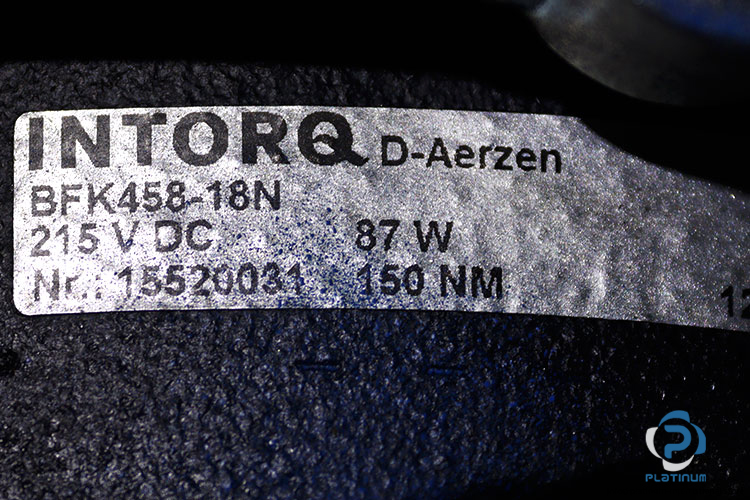 INTORQ D-Aerzen
BFK458-18N
215 V DC 87 W
Nr.: 15520031 150 NM
12
PLATINUM